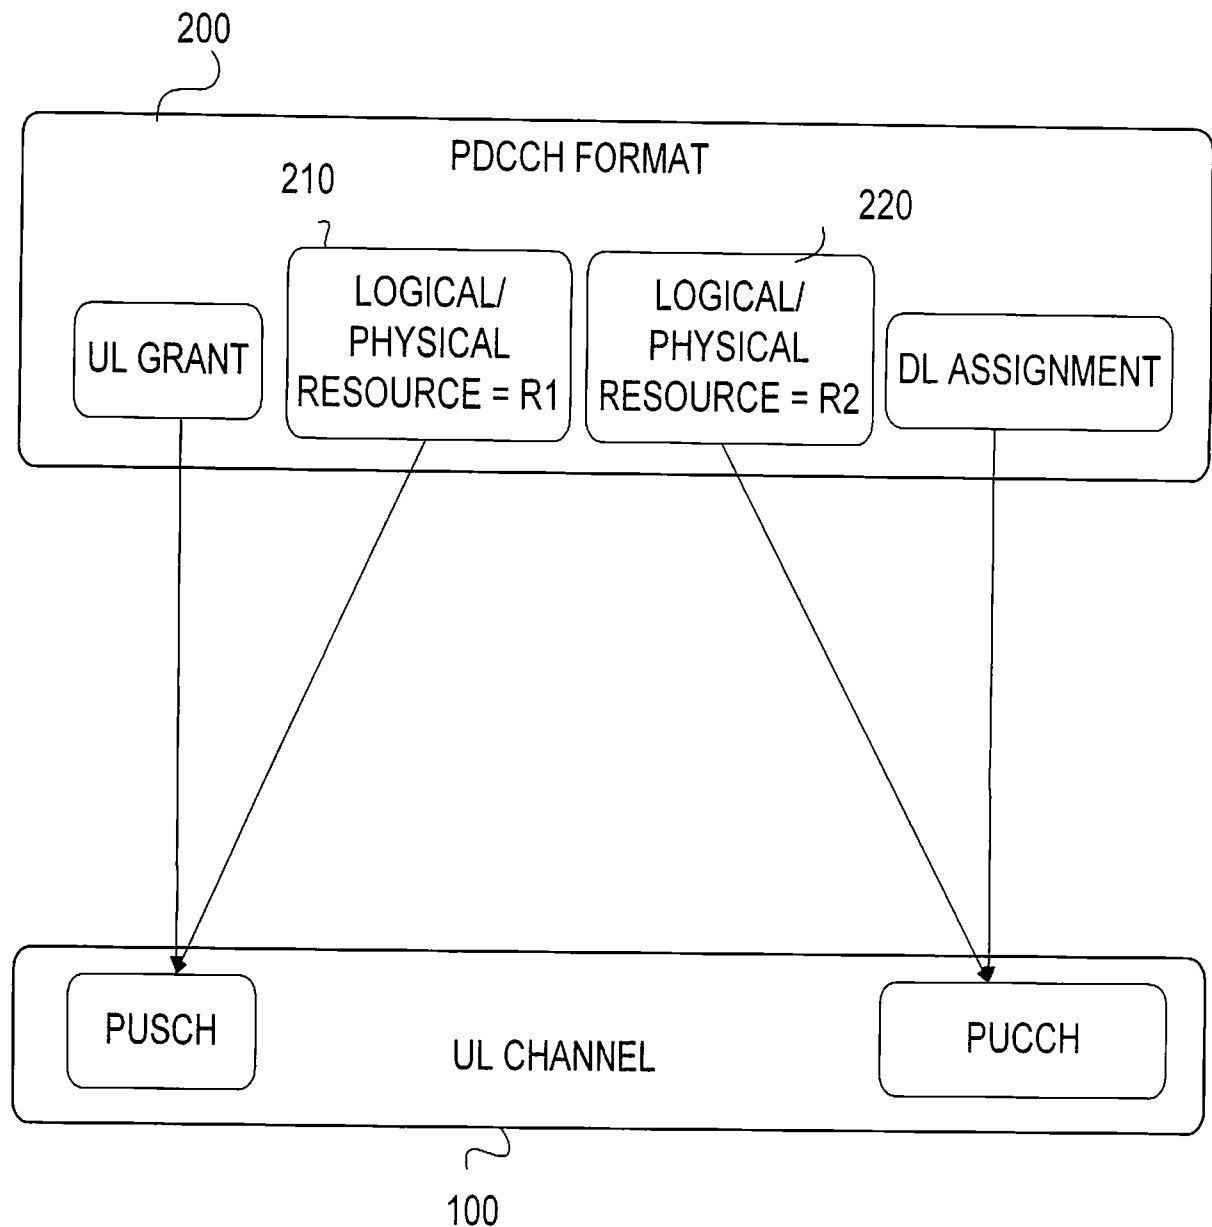 200
PDCCH FORMAT
210
220
LOGICAL/
PHYSICAL
RESOURCE = R1
LOGICAL/
PHYSICAL
RESOURCE = R2
UL GRANT
DL ASSIGNMENT
PUSCH
UL CHANNEL
PUCCH
100